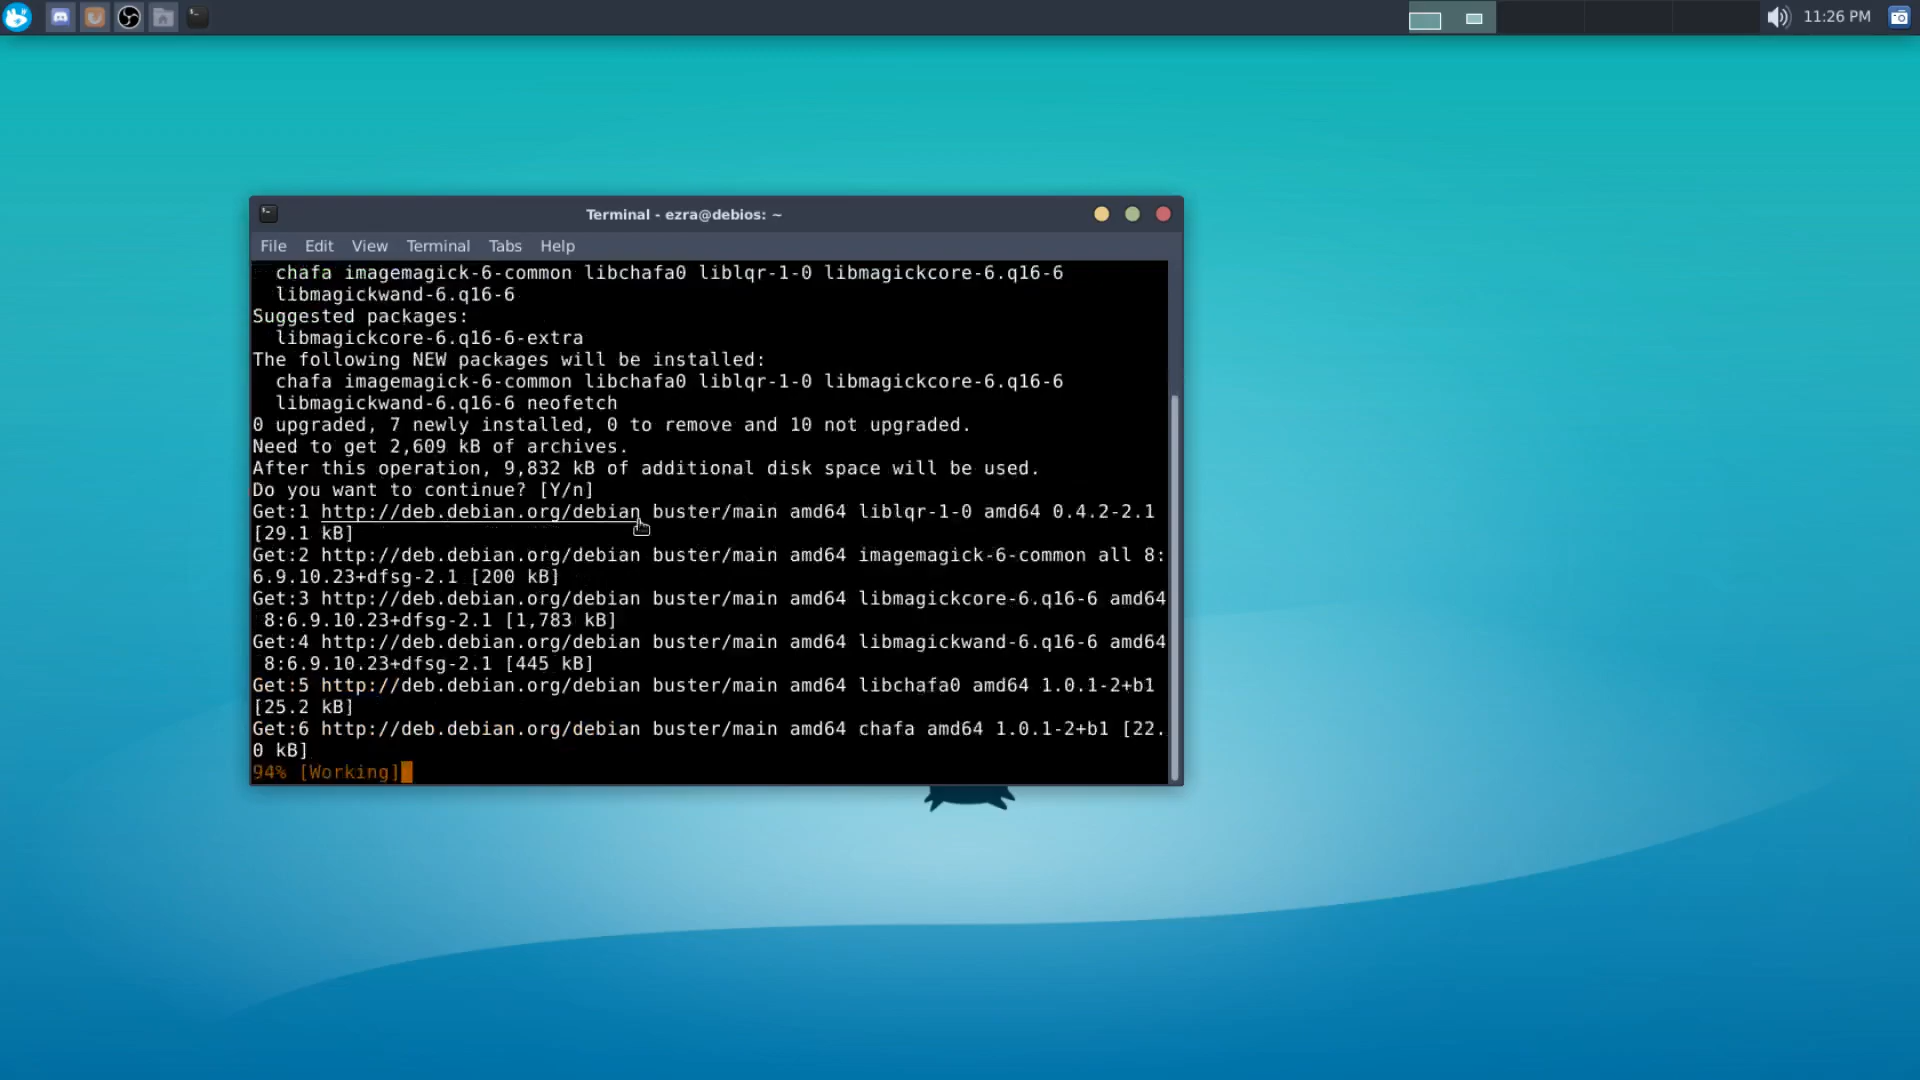 11:26 PM
Terminal - ezra@debios: ~
File Edit View Terminal Tabs Help
chafa imagemagick-6-common libchafa0 liblqr-1-0 libmagickcore-6.q16-6
libmagickwand-6.q16-6
Suggested packages:
libmagickcore-6.q16-6-extra
The following NEW packages will be installed:
chafa imagemagick-6-common libchafa0 liblqr-1-0 libmagickcore-6.q16-6
libmagickwand-6.q16-6 neofetch
0 upgraded, 7 newly installed, 0 to remove and 10 not upgraded.
Need to get 2,609 kB of archives.
After this operation, 9,832 kB of additional disk space will be used.
Do you want to continue? [Y/n]
Get:1 http://deb.debian.org/debian buster/main amd64 liblqr-1-0 amd64 0.4.2-2.1
[29.1 kB]
Get:2 http://deb.debian.org/debian buster/main amd64 imagemagick-6-common all 8:
6.9.10.23+dfsg-2.1 [200 kB]
Get:3 http://deb.debian.org/debian buster/main amd64 libmagickcore-6.q16-6 amd64
8:6.9.10.23+dfsg-2.1 [1,783 kB]
Get:4 http://deb.debian.org/debian buster/main amd64 libmagickwand-6.q16-6 amd64
8:6.9.10.23+dfsg-2.1 [445 kB]
Get:5 http://deb.debian.org/debian buster/main amd64 libchafa0 amd64 1.0.1-2+b1
[25.2 kB]
Get:6 http://deb.debian.org/debian buster/main amd64 chafa amd64 1.0.1-2+b1 [22.
0 kB]
94% [Working]